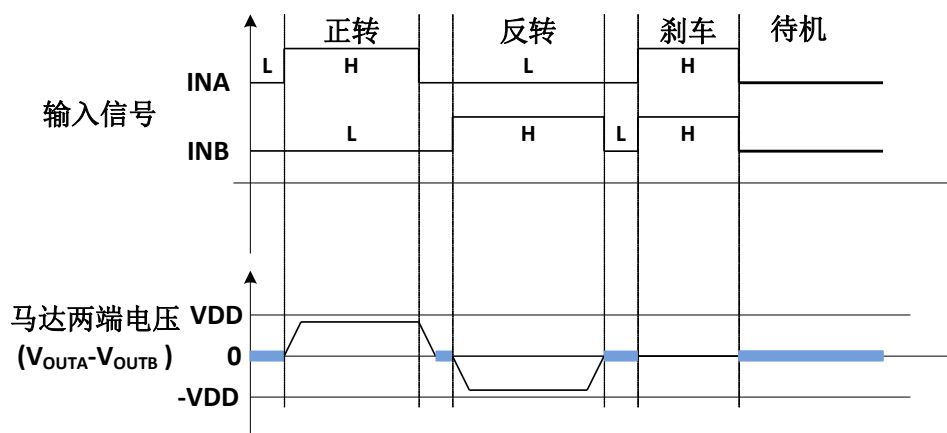 正转 反转 刹车 待机
L H L H
INA
输入信号
L H L H
INB
马达两端电压 VDD
(VOUTA-VOUTB ) 0
-VDD